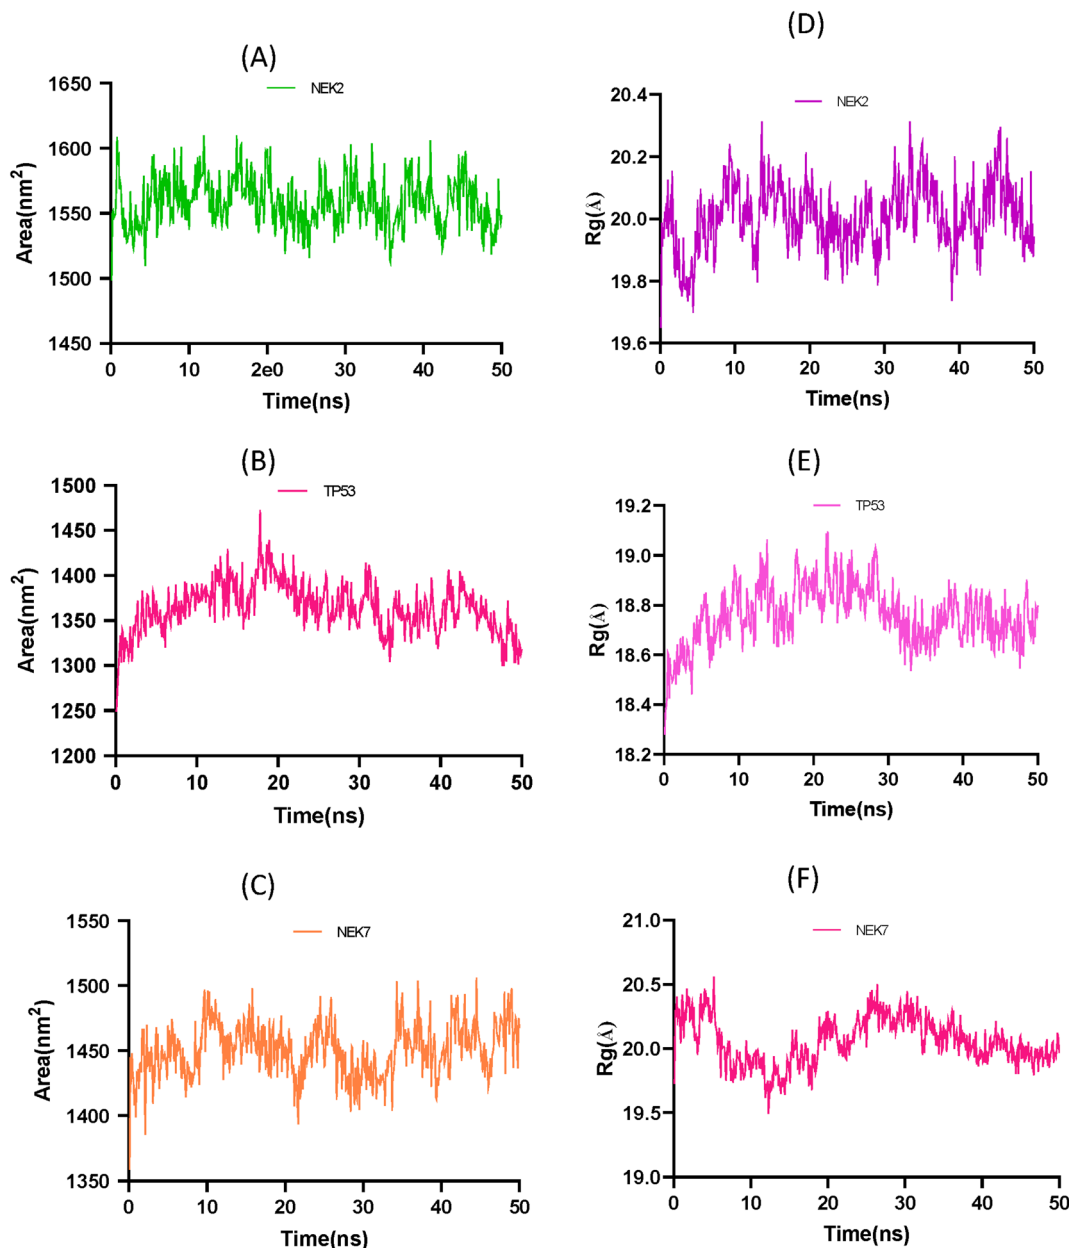 (A)
NEK2
1650
1600
1550
1500
1450
Area(nm²)
0 10 2e0 30 40 50
Time(ns)
(D)
NEK2
20.4
20.2
20.0
19.8
19.6
Rg(Å)
0 10 20 30 40 50
Time(ns)
(B)
TP53
1500
1450
1400
1350
1300
1250
1200
Area(nm²)
0 10 20 30 40 50
Time(ns)
(E)
TP53
19.2
19.0
18.8
18.6
18.4
18.2
Rg(Å)
0 10 20 30 40 50
Time(ns)
(C)
NEK7
1550
1500
1450
1400
1350
Area(nm²)
0 10 20 30 40 50
Time(ns)
(F)
NEK7
21.0
20.5
20.0
19.5
19.0
Rg(Å)
0 10 20 30 40 50
Time(ns)